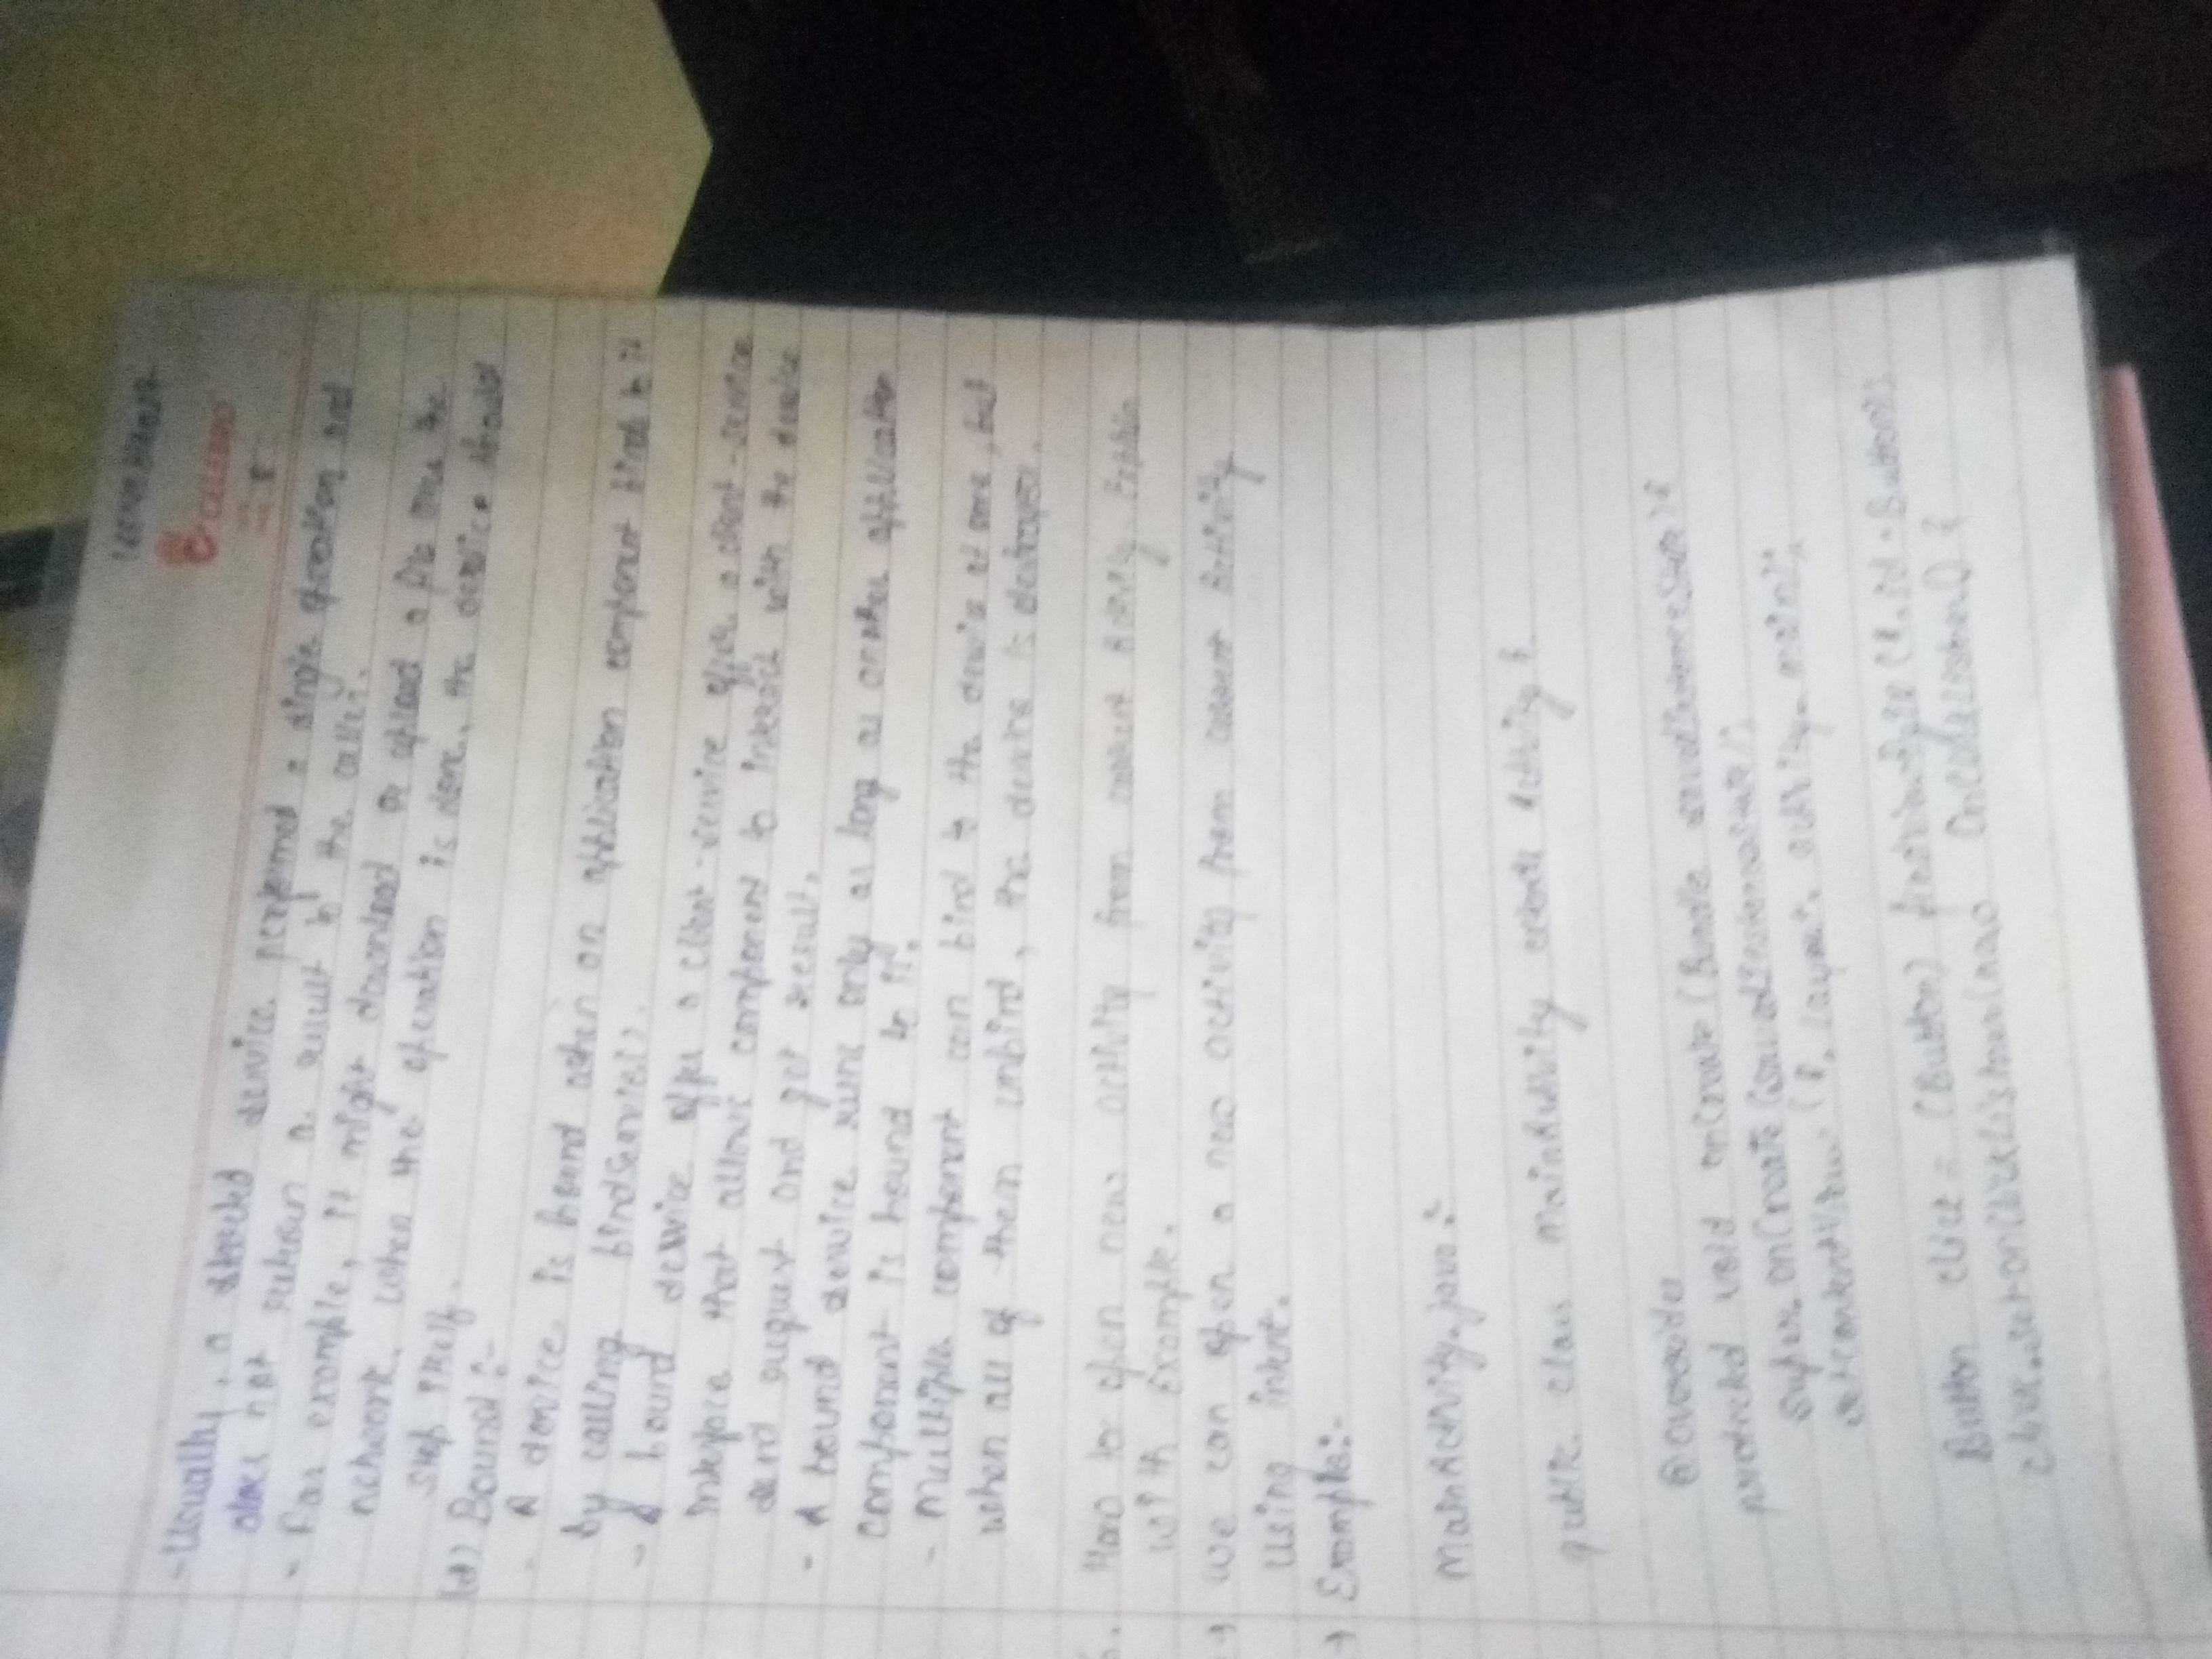 CELEBRO
- Usually, a started service performed a single operation and
does not return a result to the caller.
- For example, it might download or upload a file over the
network. When the operation is done, the service should
stop itself.
Bound :-
- A service is bound when an application component binds to it
by calling
- A bound service offer a client-service offer a client-service
interface that allows component to interact with the service
send request and get result.
- A bound service runs only as long as another application
component is bound to it.
- Multiple component can bind to the service at once, but
when all of them unbind, the service is destroyed.
How to open new activity from current Activity Explain
with Example.
→ we can open a new activity from current Activity
using intent.
→ Example:-
MainActivity.java :-
public class MainActivity extends Activity {
protected void onCreate (Bundle savedInstanceState) {
super.onCreate (savedInstanceState);
setContentView (R. layout. activity_main);
Button click = (Button) findViewById (R.id.Button);
click.setOnClickListener(new OnClickListener() {